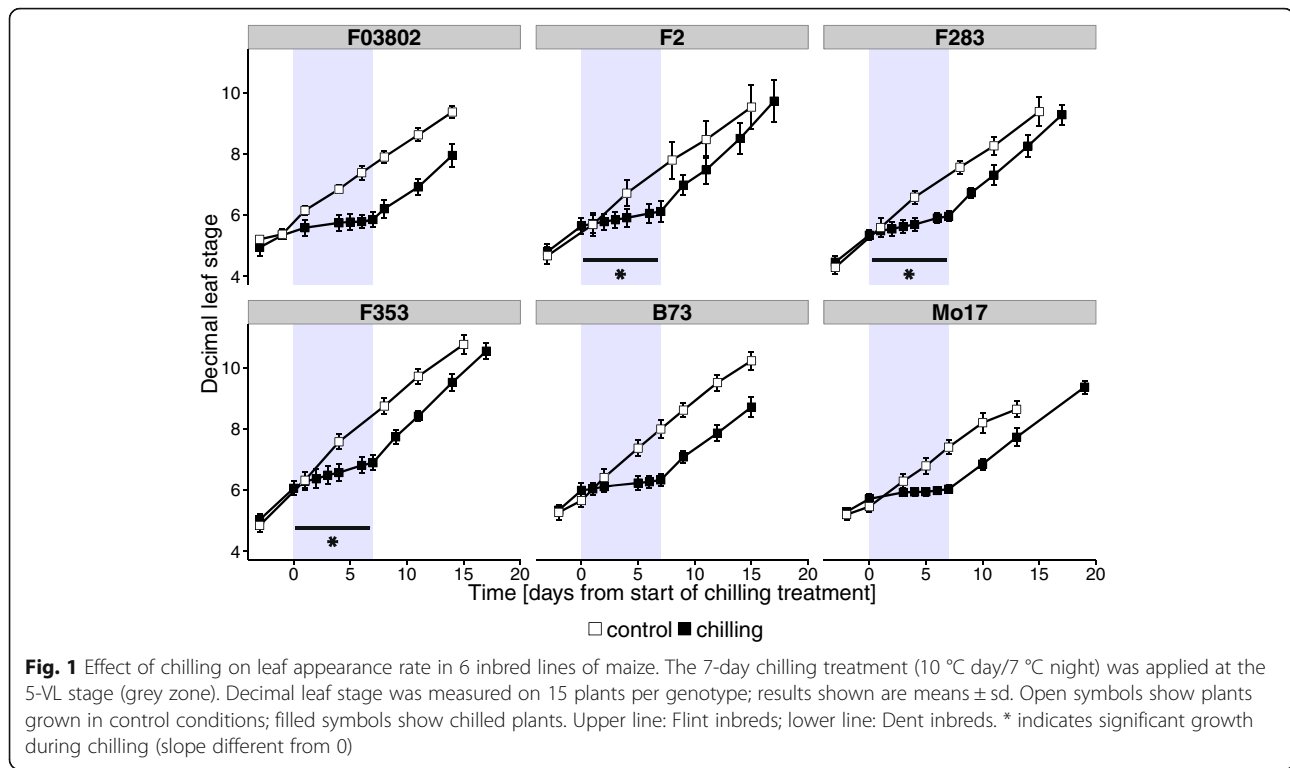 F03802 F2 F283
10
8
6
4
Decimal leaf stage
* *
F353 B73 Mo17
10
8
6
4
*
0 5 10 15 20 0 5 10 15 20 0 5 10 15 20
Time [days from start of chilling treatment]
control chilling
Fig. 1 Effect of chilling on leaf appearance rate in 6 inbred lines of maize. The 7-day chilling treatment (10 °C day/7 °C night) was applied at the
5-VL stage (grey zone). Decimal leaf stage was measured on 15 plants per genotype; results shown are means ± sd. Open symbols show plants
grown in control conditions; filled symbols show chilled plants. Upper line: Flint inbreds; lower line: Dent inbreds. * indicates significant growth
during chilling (slope different from 0)